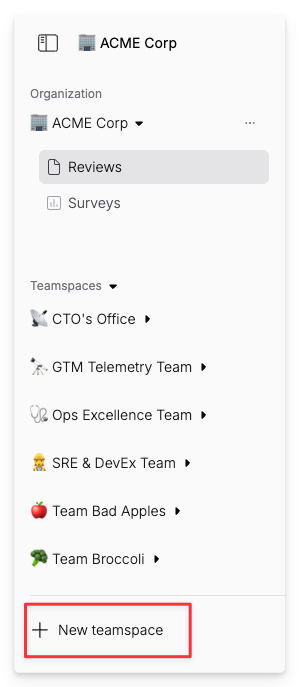 ACME Corp
Organization
ACME Corp
Reviews
Surveys
Teamspaces
CTO's Office
GTM Telemetry Team
Ops Excellence Team
SRE & DevEx Team
Team Bad Apples
Team Broccoli
New teamspace